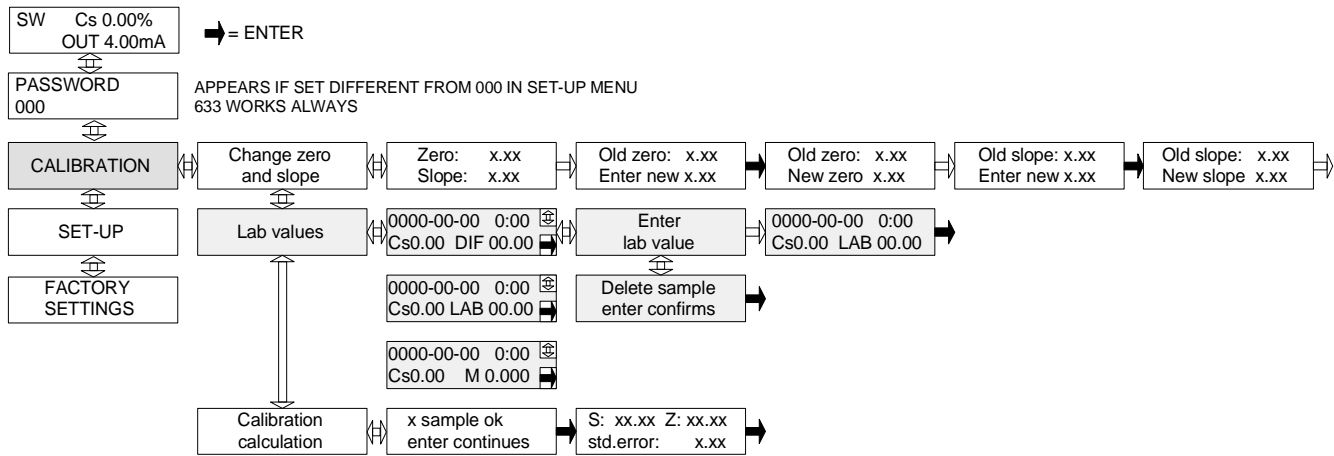 SW Cs 0.00%
OUT 4.00mA
= ENTER
PASSWORD
000
APPEARS IF SET DIFFERENT FROM 000 IN SET-UP MENU
633 WORKS ALWAYS
CALIBRATION
Change zero
and slope
Zero: x.xx
Slope: x.xx
Old zero: x.xx
Enter new x.xx
Old zero: x.xx
New zero x.xx
Old slope: x.xx
Enter new x.xx
Old slope: x.xx
New slope x.xx
SET-UP
Lab values
0000-00-00 0:00
Cs0.00 DIF 00.00
Enter
lab value
0000-00-00 0:00
Cs0.00 LAB 00.00
FACTORY
SETTINGS
0000-00-00 0:00
Cs0.00 LAB 00.00
Delete sample
enter confirms
0000-00-00 0:00
Cs0.00 M 0.000
Calibration
calculation
x sample ok
enter continues
S: xx.xx Z: xx.xx
std.error: x.xx